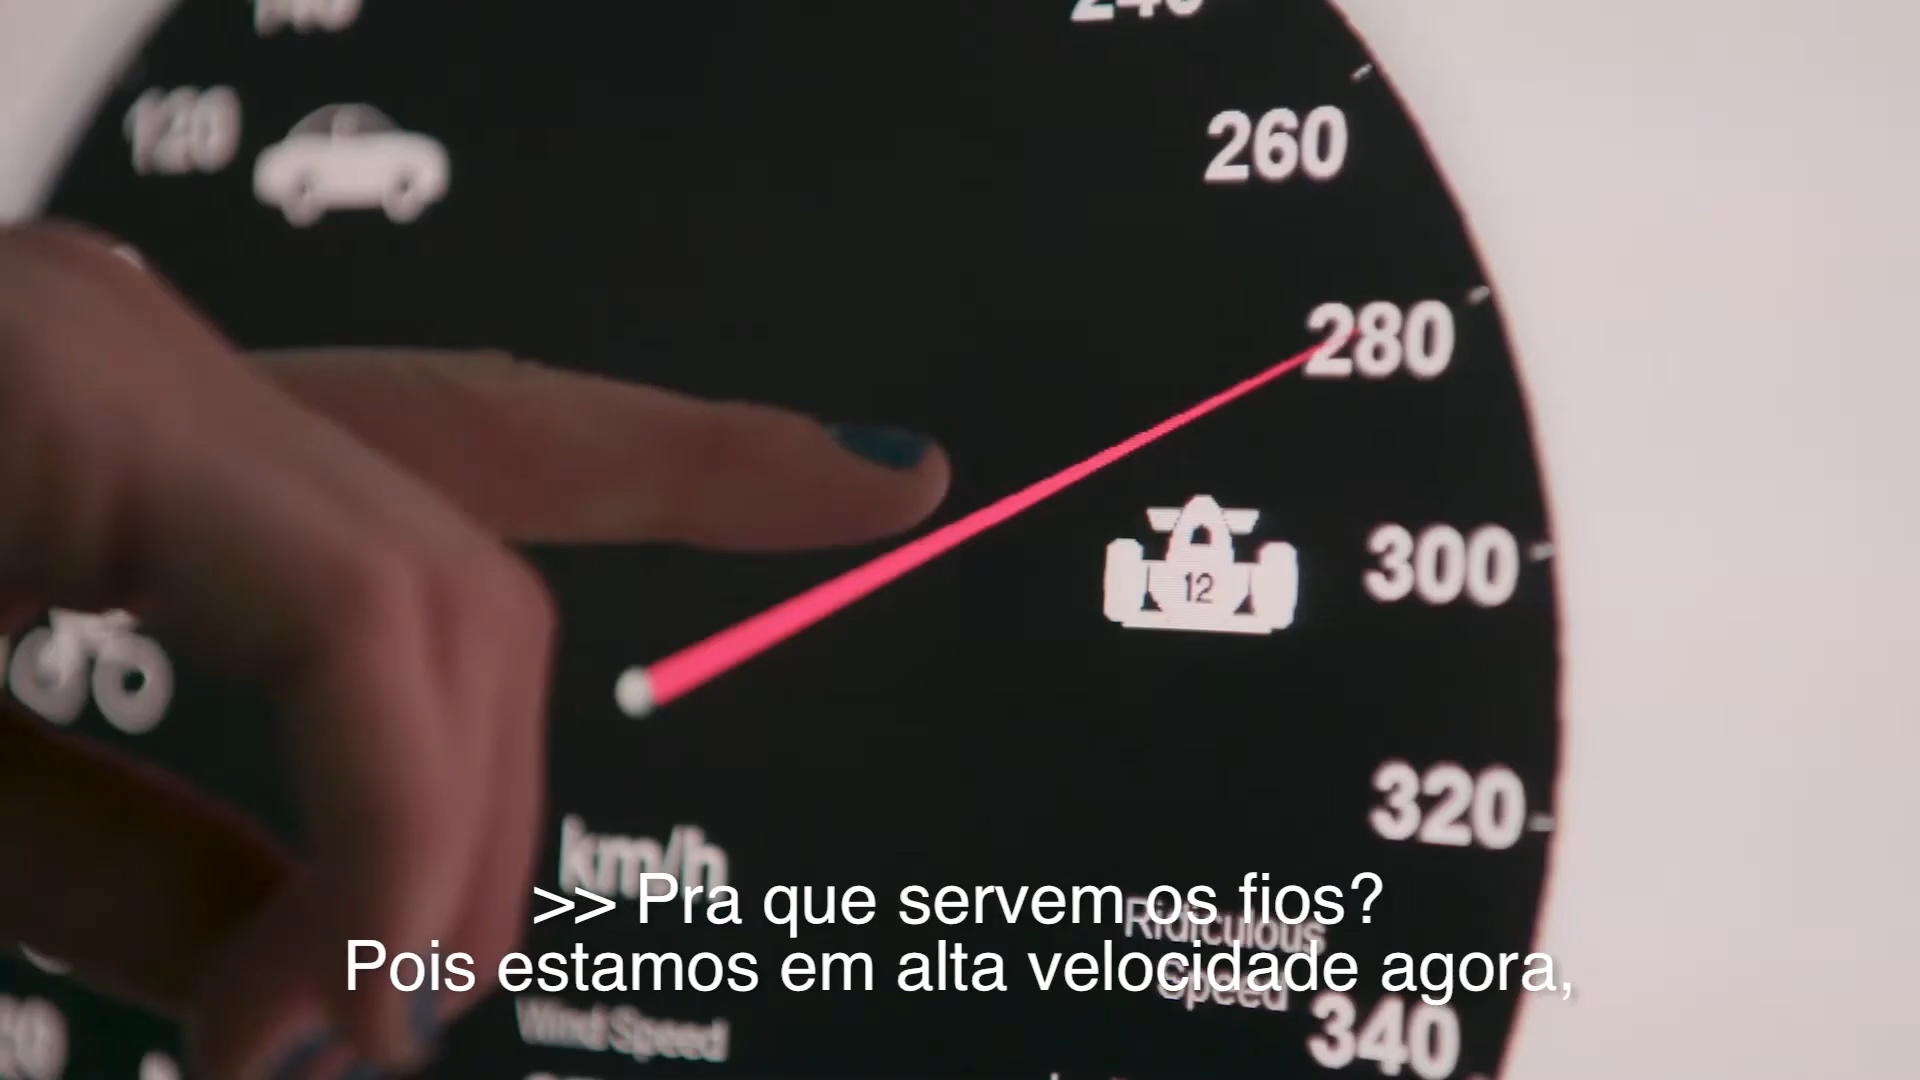 240
120
260
280
12
300
320
km/h
>> Pra que servem os fios?
Ridiculous
Speed
Pois estamos em alta velocidade agora,
Wind Speed
340